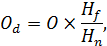 O_d = O × H_f / H_n,